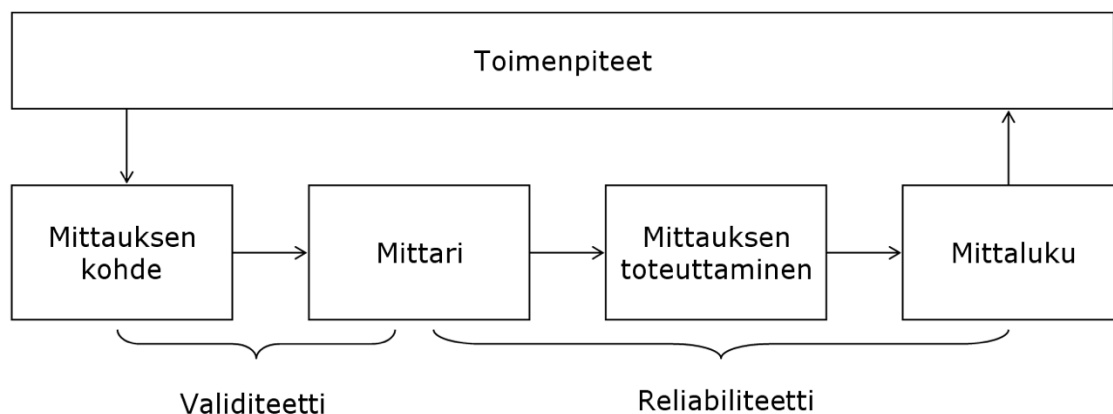 Toimenpiteet
Mittauksen
kohde
Mittari
Mittauksen
toteuttaminen
Mittaluku
Validiteetti
Reliabiliteetti